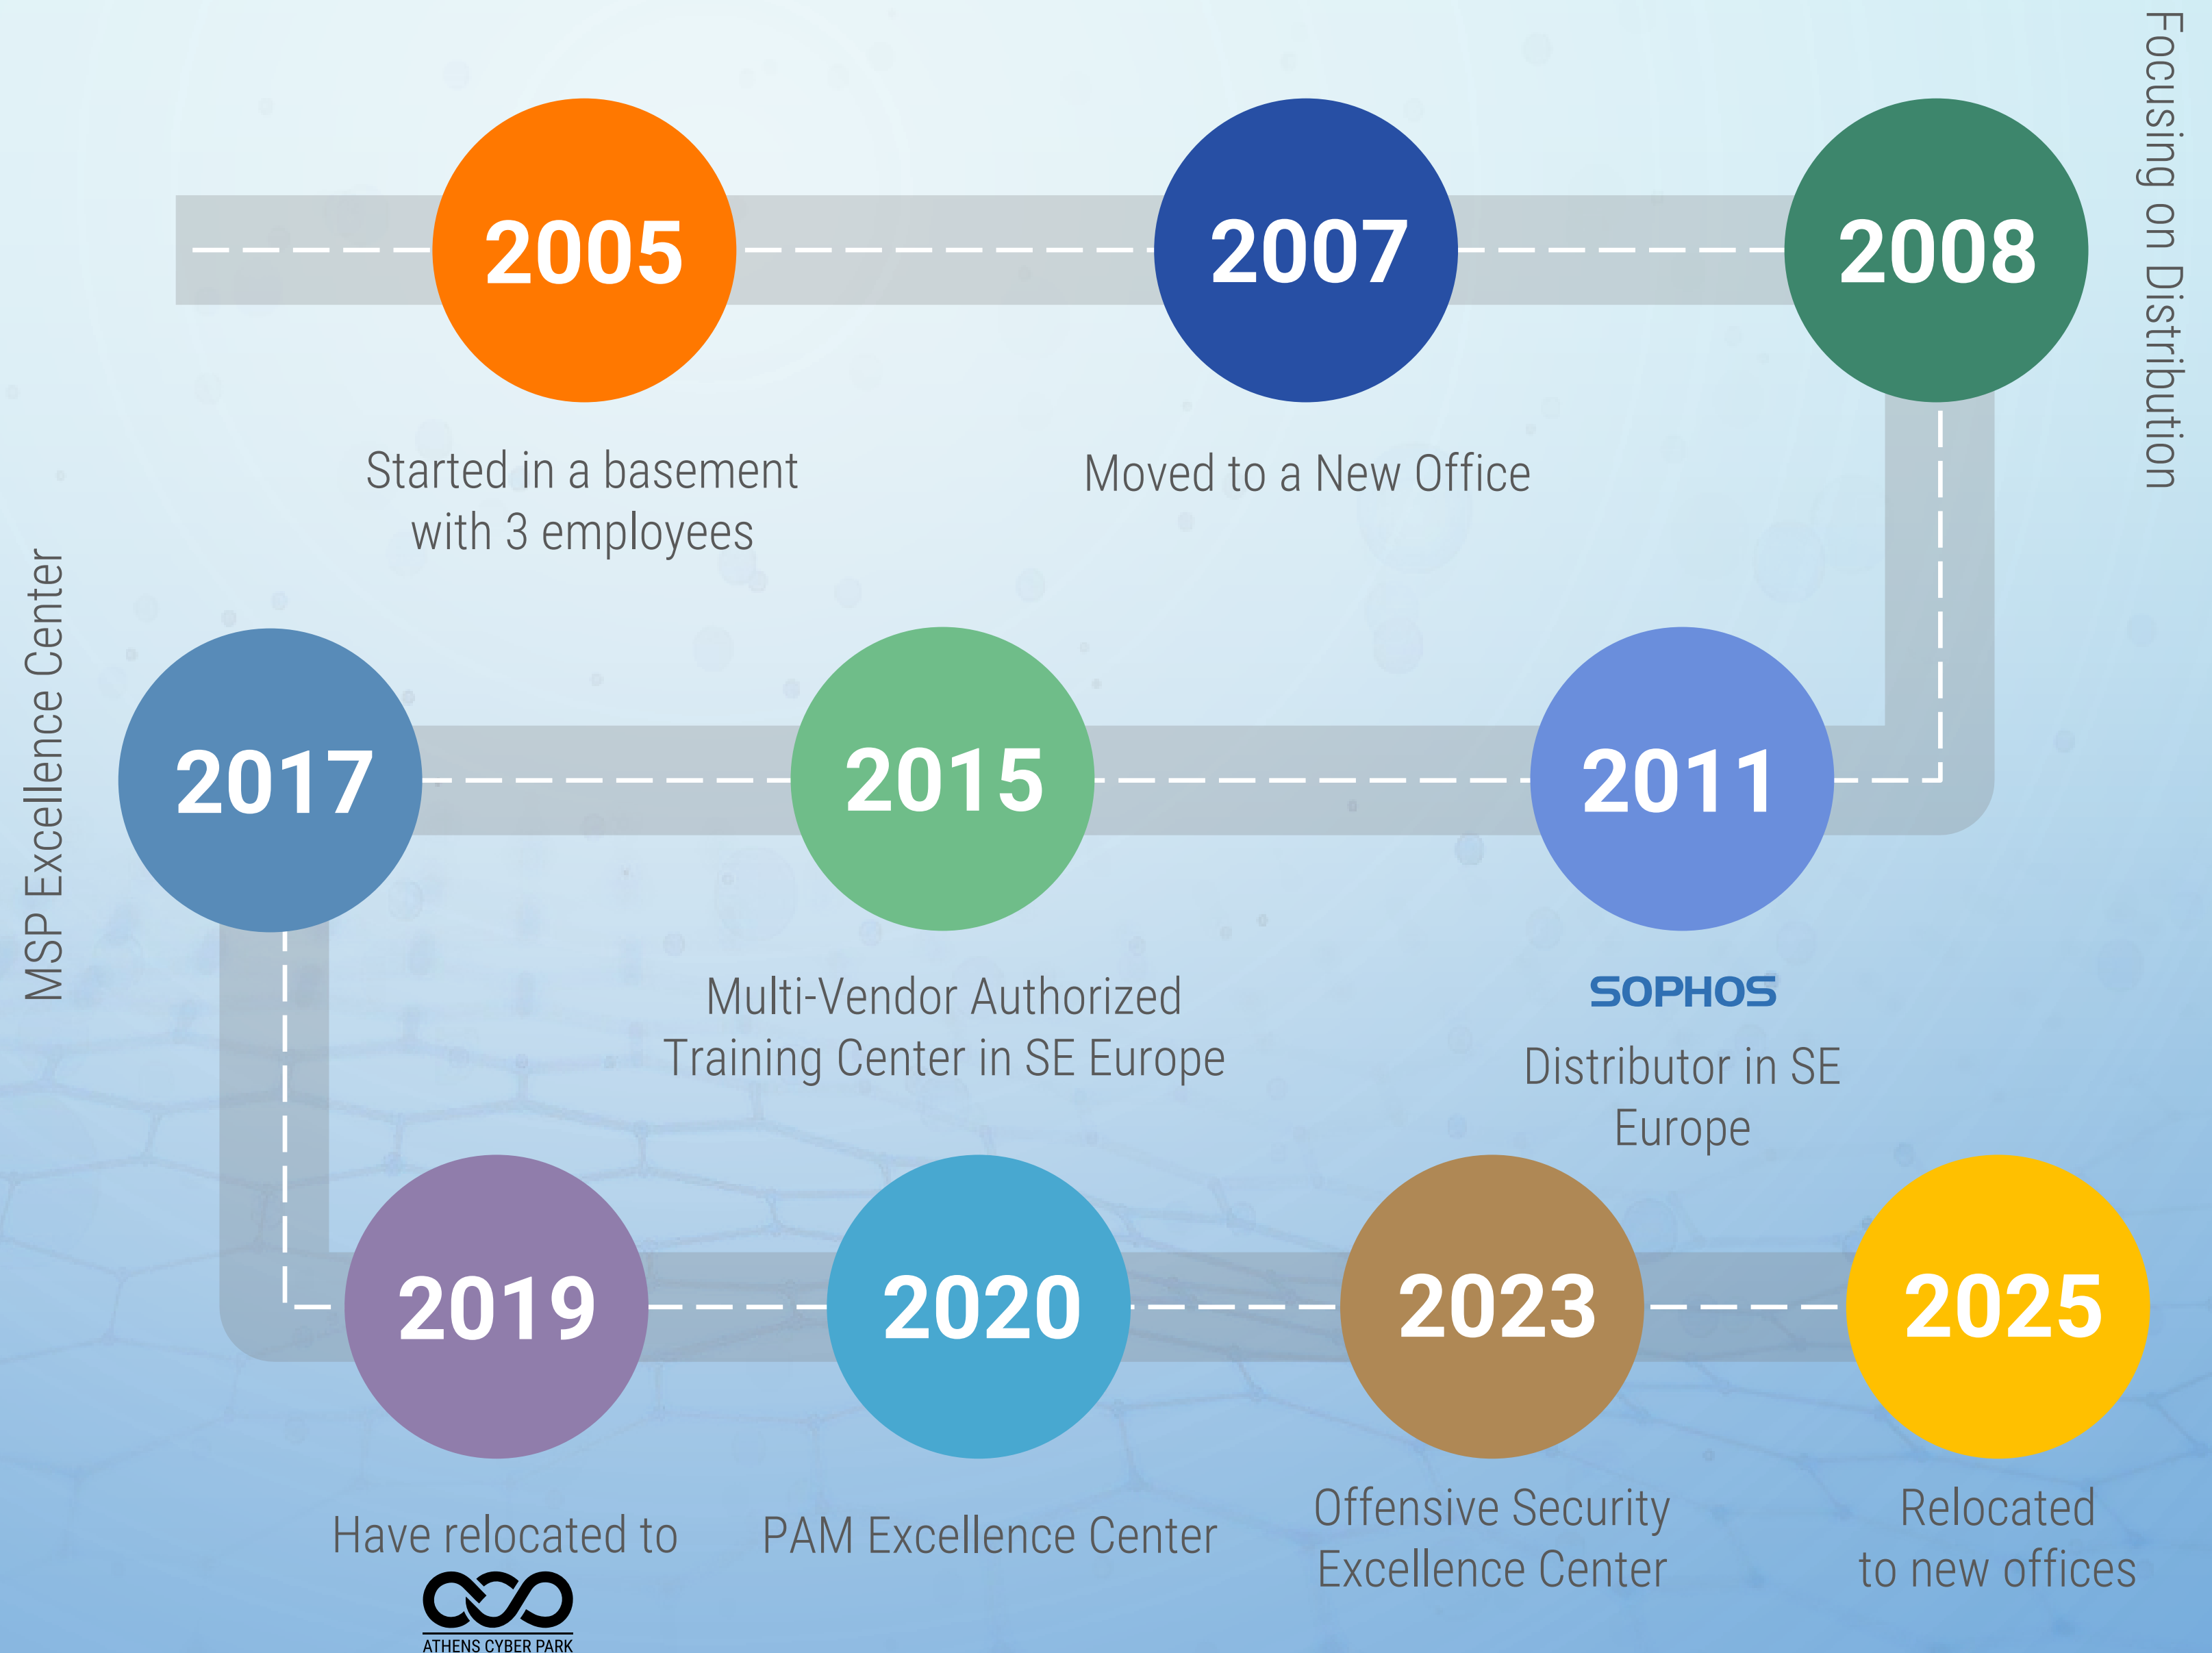 2005
Started in a basement
with 3 employees
2007
Moved to a New Office
2008
Focusing on Distribution
2011
SOPHOS
Distributor in SE
Europe
2015
Multi-Vendor Authorized
Training Center in SE Europe
2017
MSP Excellence Center
2019
Have relocated to
ATHENS CYBER PARK
2020
PAM Excellence Center
2023
Offensive Security
Excellence Center
2025
Relocated
to new offices